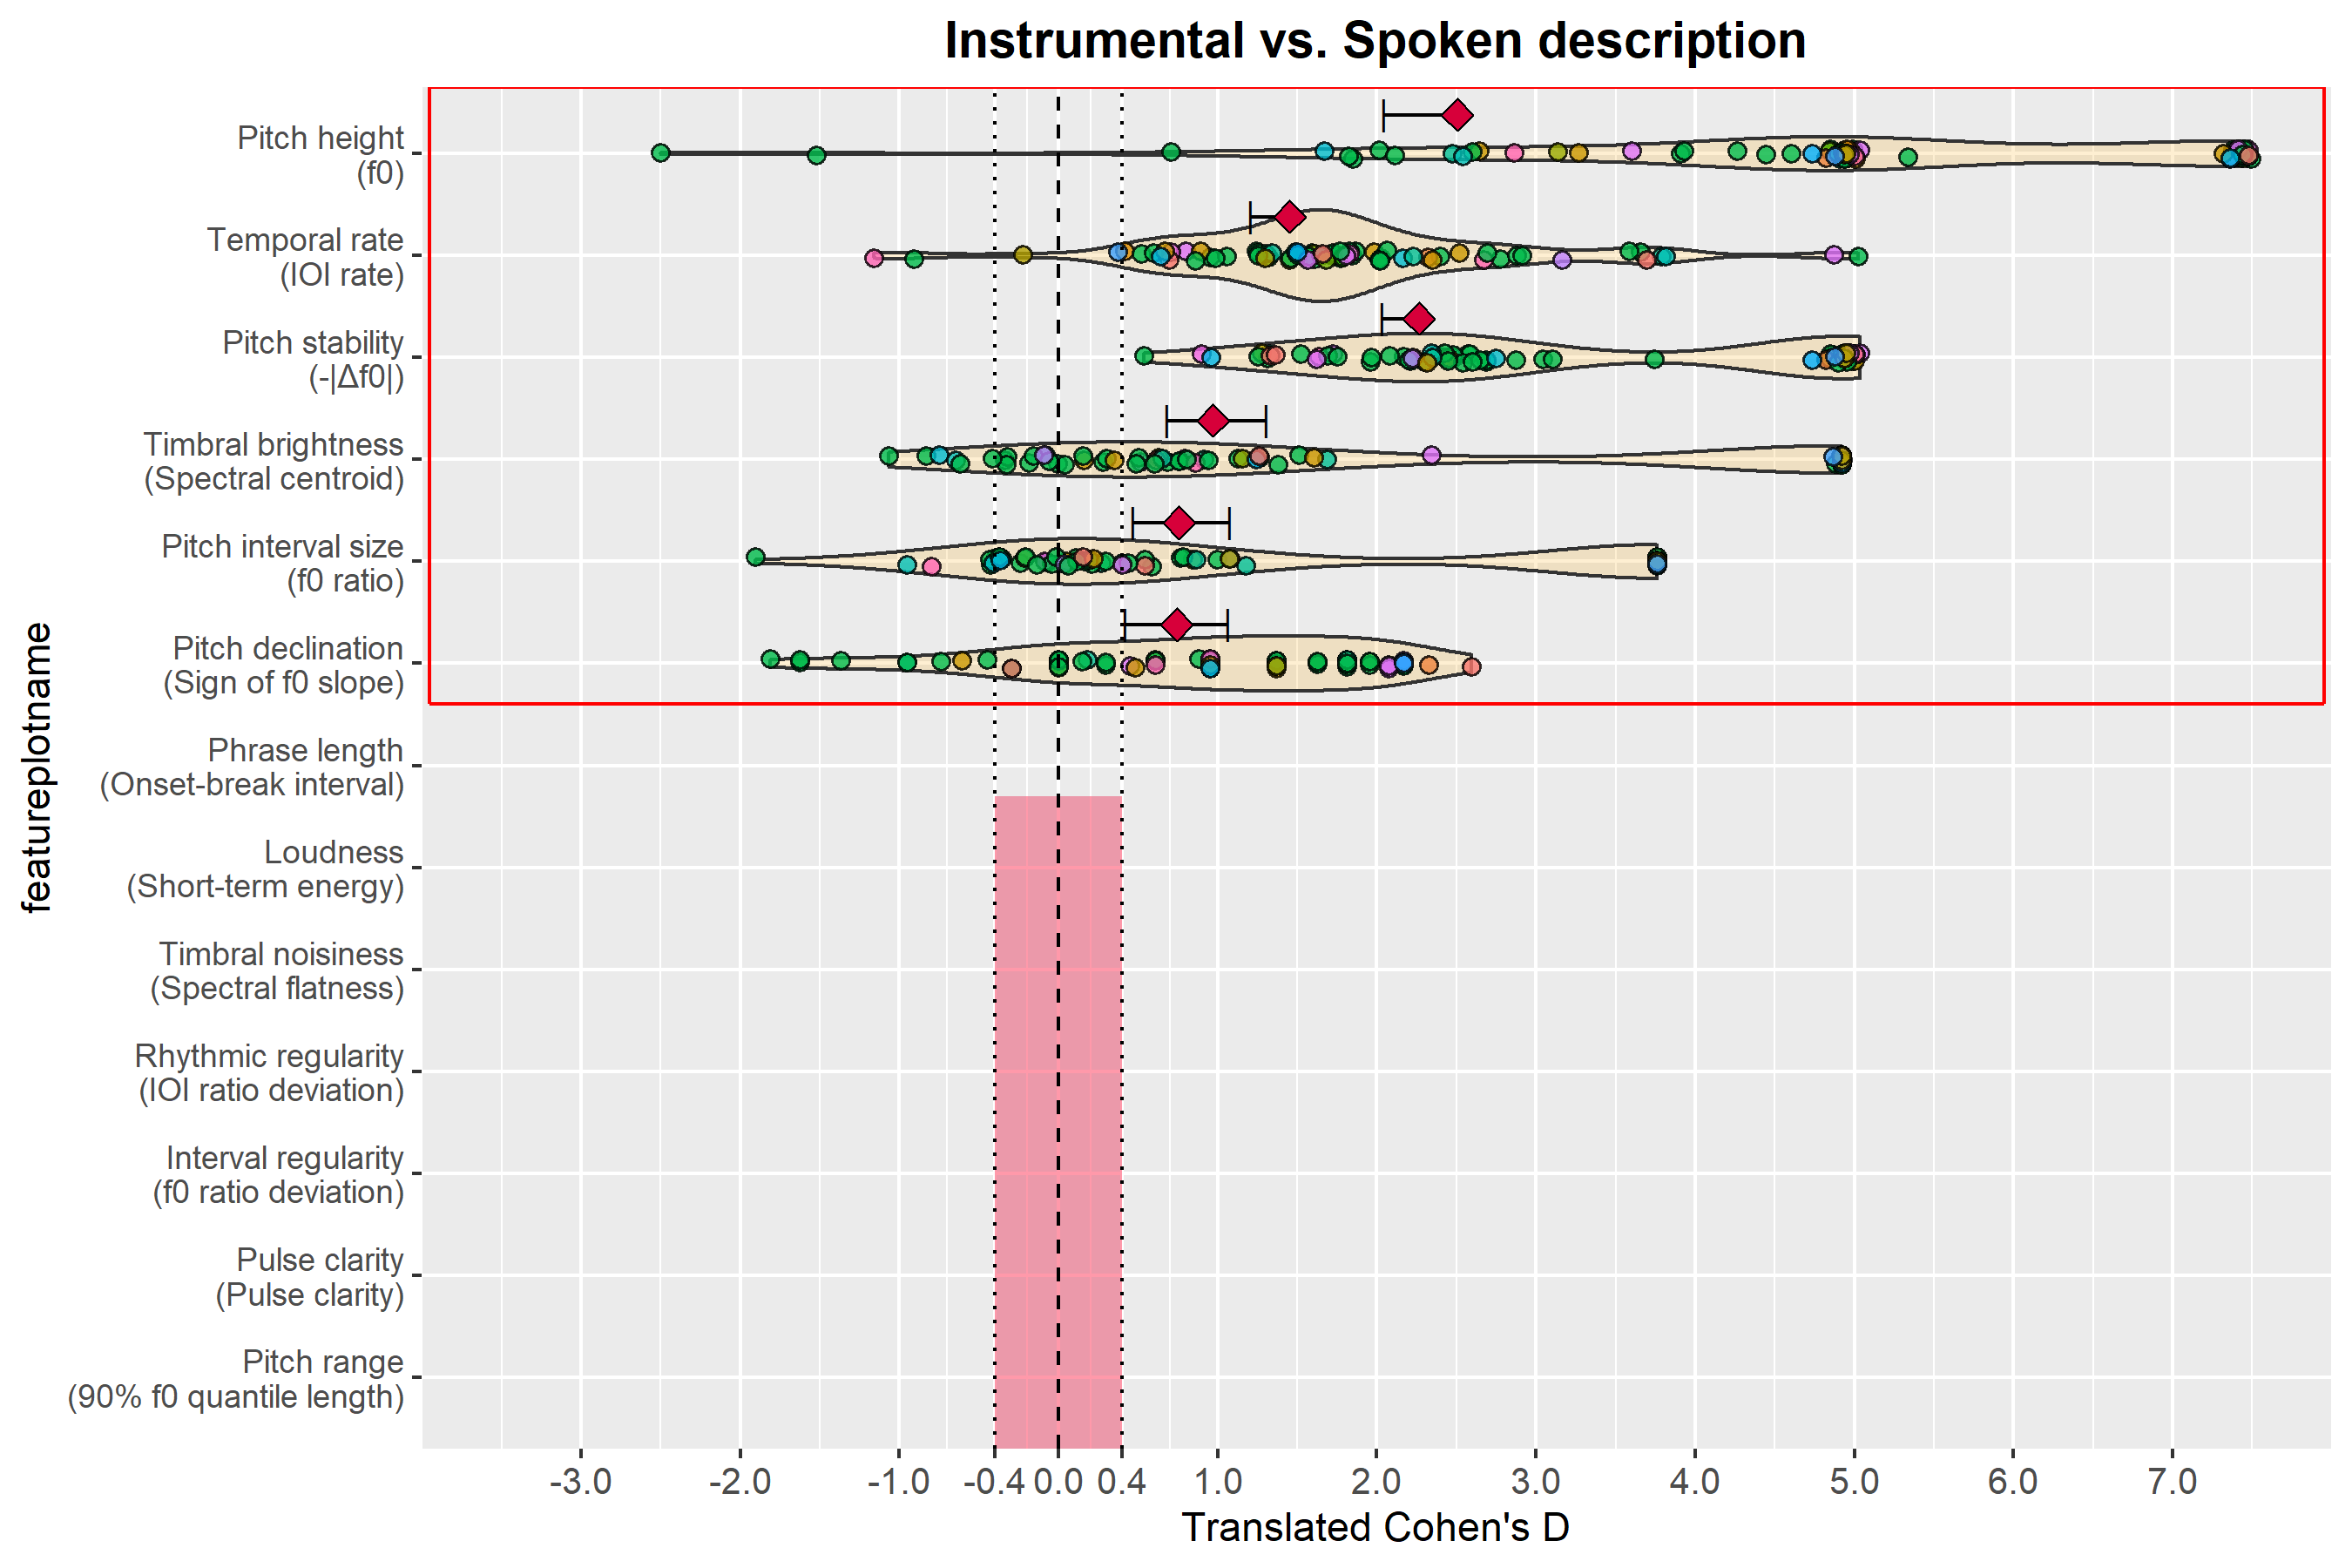 Instrumental vs. Spoken description
featureplotname
Pitch height
(f0)
Temporal rate
(IOI rate)
Pitch stability
(-|Δf0|)
Timbral brightness
(Spectral centroid)
Pitch interval size
(f0 ratio)
Pitch declination
(Sign of f0 slope)
Phrase length
(Onset-break interval)
Loudness
(Short-term energy)
Timbral noisiness
(Spectral flatness)
Rhythmic regularity
(IOI ratio deviation)
Interval regularity
(f0 ratio deviation)
Pulse clarity
(Pulse clarity)
Pitch range
(90% f0 quantile length)
-3.0 -2.0 -1.0 -0.4 0.0 0.4 1.0 2.0 3.0 4.0 5.0 6.0 7.0
Translated Cohen's D